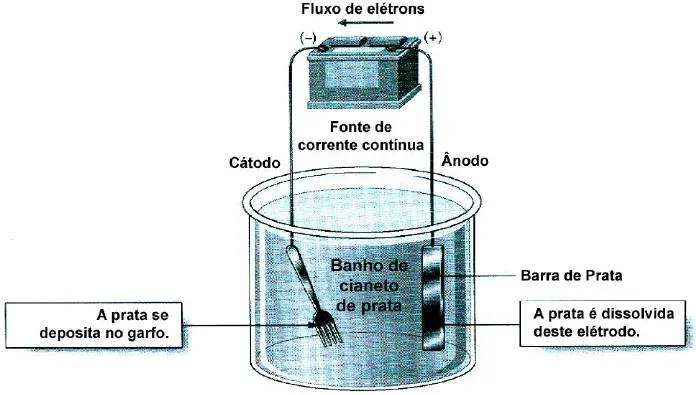 Fluxo de elétrons
(-)
(+)
Fonte de
corrente contínua
Cátodo
Ânodo
Banho de
cianeto
de prata
Barra de Prata
A prata se
deposita no garfo.
A prata é dissolvida
deste elétrodo.